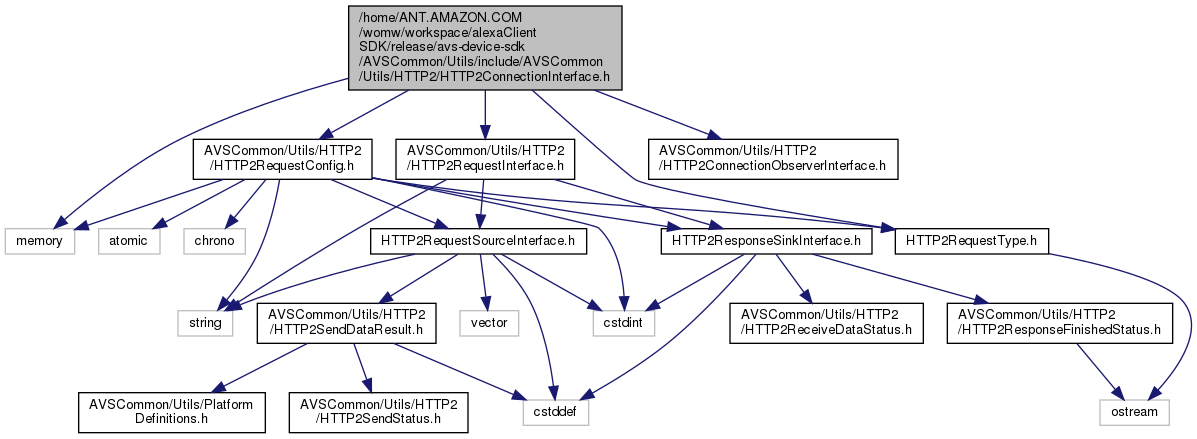 /home/ANT.AMAZON.COM
/womw/workspace/alexaClient
SDK/release/avs-device-sdk
/AVSCommon/Utils/include/AVSCommon
/Utils/HTTP2/HTTP2ConnectionInterface.h
AVSCommon/Utils/HTTP2
/HTTP2RequestConfig.h
AVSCommon/Utils/HTTP2
/HTTP2RequestInterface.h
AVSCommon/Utils/HTTP2
/HTTP2ConnectionObserverInterface.h
memory
atomic
chrono
HTTP2RequestSourceInterface.h
HTTP2ResponseSinkInterface.h
HTTP2RequestType.h
string
AVSCommon/Utils/HTTP2
/HTTP2SendDataResult.h
vector
cstdint
AVSCommon/Utils/HTTP2
/HTTP2ReceiveDataStatus.h
AVSCommon/Utils/HTTP2
/HTTP2ResponseFinishedStatus.h
AVSCommon/Utils/Platform
Definitions.h
AVSCommon/Utils/HTTP2
/HTTP2SendStatus.h
cstddef
ostream